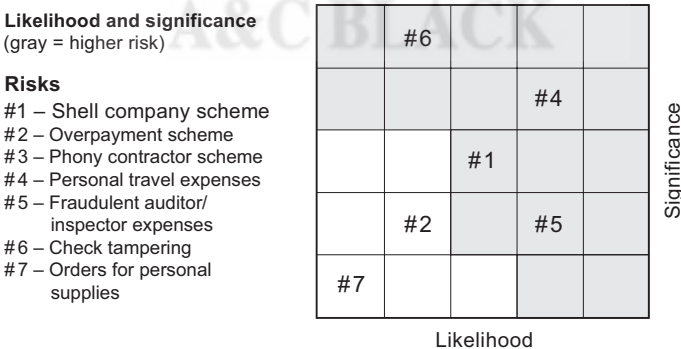 A&C BLACK
Likelihood and significance
(gray = higher risk)
Risks
#1 – Shell company scheme
#2 – Overpayment scheme
#3 – Phony contractor scheme
#4 – Personal travel expenses
#5 – Fraudulent auditor/
inspector expenses
#6 – Check tampering
#7 – Orders for personal
supplies
#6
#4
#1
#2
#5
#7
Significance
Likelihood